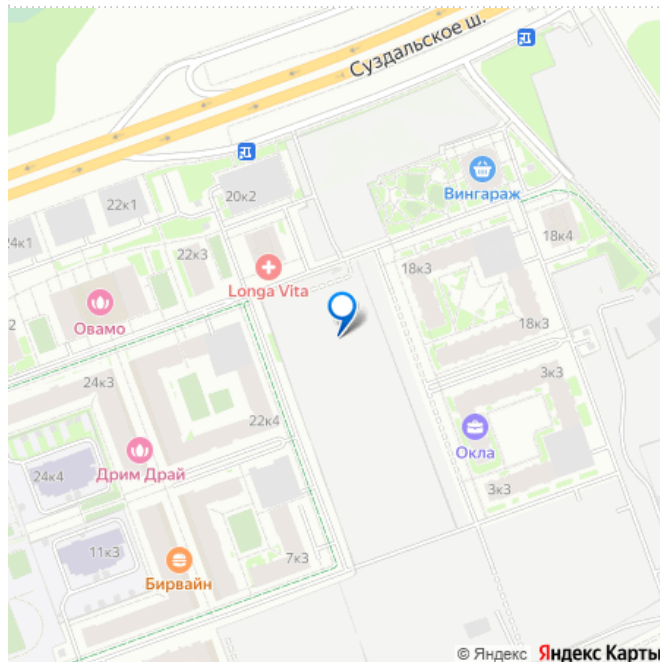 Суздальское ш.
22к1
20к2
Вингараж
24к1
22к3
18к4
18к3
Longa Vita
Овамо
18к3
24к3
3к3
22к4
Окла
Дрим Драй
24к4
3к3
11к3
7к3
Бирвайн
© Яндекс Яндекс Карты